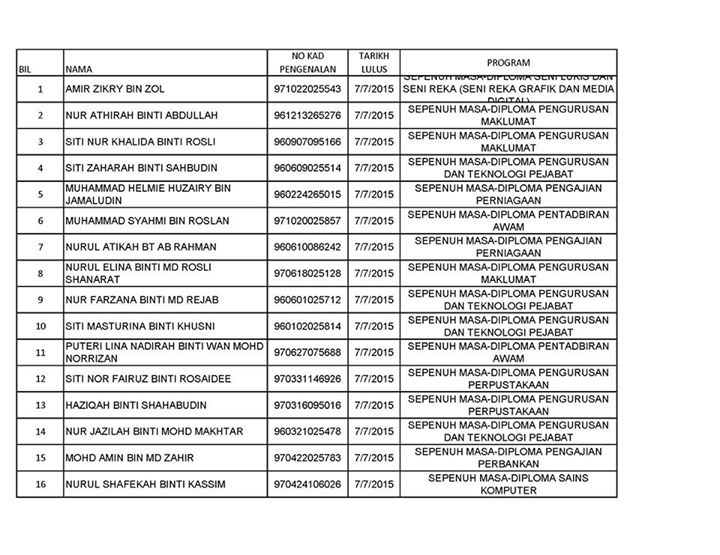 BIL NAMA NO KAD PENGENALAN TARIKH LULUS PROGRAM
1 AMIR ZIKRY BIN ZOL 971022025543 7/7/2015 SEPENUH MASA-DIPLOMA SENI LUKIS DAN
SENI REKA (SENI REKA GRAFIK DAN MEDIA
DIGITAL)
2 NUR ATHIRAH BINTI ABDULLAH 961213265276 7/7/2015 SEPENUH MASA-DIPLOMA PENGURUSAN
MAKLUMAT
3 SITI NUR KHALIDA BINTI ROSLI 960907095166 7/7/2015 SEPENUH MASA-DIPLOMA PENGURUSAN
MAKLUMAT
4 SITI ZAHARAH BINTI SAHBUDIN 960609025514 7/7/2015 SEPENUH MASA-DIPLOMA PENGURUSAN
DAN TEKNOLOGI PEJABAT
5 MUHAMMAD HELMIE HUZAIRY BIN
JAMALUDIN 960224265015 7/7/2015 SEPENUH MASA-DIPLOMA PENGAJIAN
PERNIAGAAN
6 MUHAMMAD SYAHMI BIN ROSLAN 971020025857 7/7/2015 SEPENUH MASA-DIPLOMA PENTADBIRAN
AWAM
7 NURUL ATIKAH BT AB RAHMAN 960610086242 7/7/2015 SEPENUH MASA-DIPLOMA PENGAJIAN
PERNIAGAAN
8 NURUL ELINA BINTI MD ROSLI
SHANARAT 970618025128 7/7/2015 SEPENUH MASA-DIPLOMA PENGURUSAN
MAKLUMAT
9 NUR FARZANA BINTI MD REJAB 960601025712 7/7/2015 SEPENUH MASA-DIPLOMA PENGURUSAN
DAN TEKNOLOGI PEJABAT
10 SITI MASTURINA BINTI KHUSNI 960102025814 7/7/2015 SEPENUH MASA-DIPLOMA PENGURUSAN
DAN TEKNOLOGI PEJABAT
11 PUTERI LINA NADIRAH BINTI WAN MOHD
NORRIZAN 970627075688 7/7/2015 SEPENUH MASA-DIPLOMA PENTADBIRAN
AWAM
12 SITI NOR FAIRUZ BINTI ROSAIDEE 970331146926 7/7/2015 SEPENUH MASA-DIPLOMA PENGURUSAN
PERPUSTAKAAN
13 HAZIQAH BINTI SHAHABUDIN 970316095016 7/7/2015 SEPENUH MASA-DIPLOMA PENGURUSAN
PERPUSTAKAAN
14 NUR JAZILAH BINTI MOHD MAKHTAR 960321025478 7/7/2015 SEPENUH MASA-DIPLOMA PENGURUSAN
DAN TEKNOLOGI PEJABAT
15 MOHD AMIN BIN MD ZAHIR 970422025783 7/7/2015 SEPENUH MASA-DIPLOMA PENGAJIAN
PERBANKAN
16 NURUL SHAFEKAH BINTI KASSIM 970424106026 7/7/2015 SEPENUH MASA-DIPLOMA SAINS
KOMPUTER